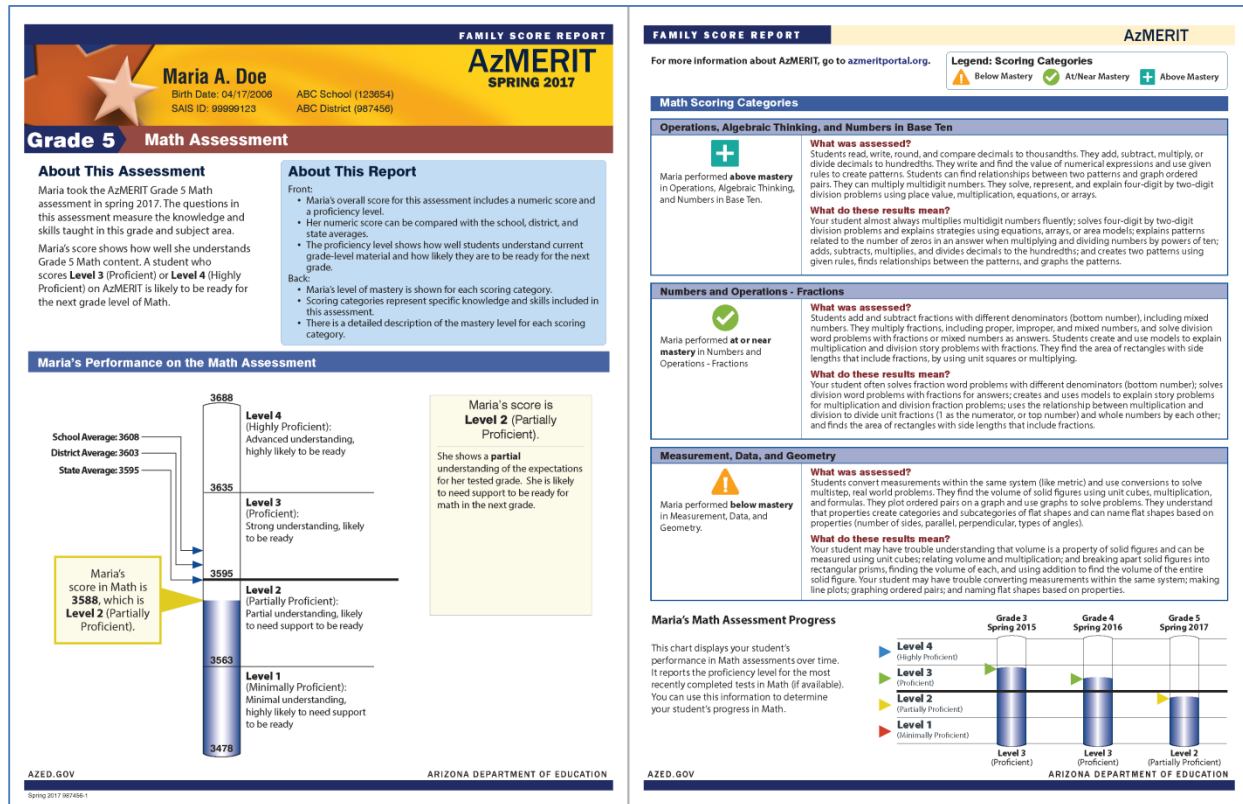 FAMILY SCORE REPORT
AzMERIT
SPRING 2017
Maria A. Doe
Birth Date: 04/17/2006
SAIS ID: 99999123
ABC School (123654)
ABC District (987456)
Grade 5
Math Assessment
About This Assessment
Maria took the AzMERIT Grade 5 Math
assessment in spring 2017. The questions in
this assessment measure the knowledge and
skills taught in this grade and subject area.
Maria's score shows how well she understands
Grade 5 Math content. A student who
scores Level 3 (Proficient) or Level 4 (Highly
Proficient) on AzMERIT is likely to be ready for
the next grade level of Math.
About This Report
Front:
• Maria's overall score for this assessment includes a numeric score and
a proficiency level.
• Her numeric score can be compared with the school, district, and
state averages.
• The proficiency level shows how well students understand current
grade-level material and how likely they are to be ready for the next
grade.
Back:
• Maria's level of mastery is shown for each scoring category.
• Scoring categories represent specific knowledge and skills included in
this assessment.
• There is a detailed description of the mastery level for each scoring
category.
Maria's Performance on the Math Assessment
3688
Level 4
(Highly Proficient):
Advanced understanding,
highly likely to be ready
School Average: 3608
District Average: 3603
State Average: 3595
3635
Level 3
(Proficient):
Strong understanding, likely
to be ready
3595
Maria's
score in Math is
3588, which is
Level 2 (Partially
Proficient).
Level 2
(Partially Proficient):
Partial understanding, likely
to need support to be ready
3563
Level 1
(Minimally Proficient):
Minimal understanding,
highly likely to need support
to be ready
3478
Maria's score is
Level 2 (Partially
Proficient).
She shows a partial
understanding of the expectations
for her tested grade. She is likely
to need support to be ready for
math in the next grade.
AZED.GOV
ARIZONA DEPARTMENT OF EDUCATION
Spring 2017 987456-1
FAMILY SCORE REPORT
AzMERIT
For more information about AzMERIT, go to azmeritportal.org.
Legend: Scoring Categories
Below Mastery
At/Near Mastery
Above Mastery
Math Scoring Categories
Operations, Algebraic Thinking, and Numbers in Base Ten
Maria performed above mastery
in Operations, Algebraic Thinking,
and Numbers in Base Ten.
What was assessed?
Students read, write, round, and compare decimals to thousandths. They add, subtract, multiply, or
divide decimals to hundredths. They write and find the value of numerical expressions and use given
rules to create patterns. Students can find relationships between two patterns and graph ordered
pairs. They can multiply multidigit numbers. They solve, represent, and explain four-digit by two-digit
division problems using place value, multiplication, equations, or arrays.
What do these results mean?
Your student almost always multiplies multidigit numbers fluently; solves four-digit by two-digit
division problems and explains strategies using equations, arrays, or area models; explains patterns
related to the number of zeros in an answer when multiplying and dividing numbers by powers of ten;
adds, subtracts, multiplies, and divides decimals to the hundredths; and creates two patterns using
given rules, finds relationships between the patterns, and graphs the patterns.
Numbers and Operations - Fractions
Maria performed at or near
mastery in Numbers and
Operations - Fractions
What was assessed?
Students add and subtract fractions with different denominators (bottom number), including mixed
numbers. They multiply fractions, including proper, improper, and mixed numbers, and solve division
word problems with fractions or mixed numbers as answers. Students create and use models to explain
multiplication and division story problems with fractions. They find the area of rectangles with side
lengths that include fractions, by using unit squares or multiplying.
What do these results mean?
Your student often solves fraction word problems with different denominators (bottom number); solves
division word problems with fractions for answers; creates and uses models to explain story problems
for multiplication and division fraction problems; uses the relationship between multiplication and
division to divide unit fractions (1 as the numerator, or top number) and whole numbers by each other;
and finds the area of rectangles with side lengths that include fractions.
Measurement, Data, and Geometry
Maria performed below mastery
in Measurement, Data, and
Geometry.
What was assessed?
Students convert measurements within the same system (like metric) and use conversions to solve
multistep, real world problems. They find the volume of solid figures using unit cubes, multiplication,
and formulas. They plot ordered pairs on a graph and use graphs to solve problems. They understand
that properties create categories and subcategories of flat shapes and can name flat shapes based on
properties (number of sides, parallel, perpendicular, types of angles).
What do these results mean?
Your student may have trouble understanding that volume is a property of solid figures and can be
measured using unit cubes; relating volume and multiplication; and breaking apart solid figures into
rectangular prisms, finding the volume of each, and using addition to find the volume of the entire
solid figure. Your student may have trouble converting measurements within the same system; making
line plots; graphing ordered pairs; and naming flat shapes based on properties.
Maria's Math Assessment Progress
This chart displays your student's
performance in Math assessments over time.
It reports the proficiency level for the most
recently completed tests in Math (if available).
You can use this information to determine
your student's progress in Math.
Grade 3
Spring 2015
Grade 4
Spring 2016
Grade 5
Spring 2017
Level 4
(Highly Proficient)
Level 3
(Proficient)
Level 2
(Partially Proficient)
Level 1
(Minimally Proficient)
Level 3
(Proficient)
Level 3
(Proficient)
Level 2
(Partially Proficient)
AZED.GOV
ARIZONA DEPARTMENT OF EDUCATION